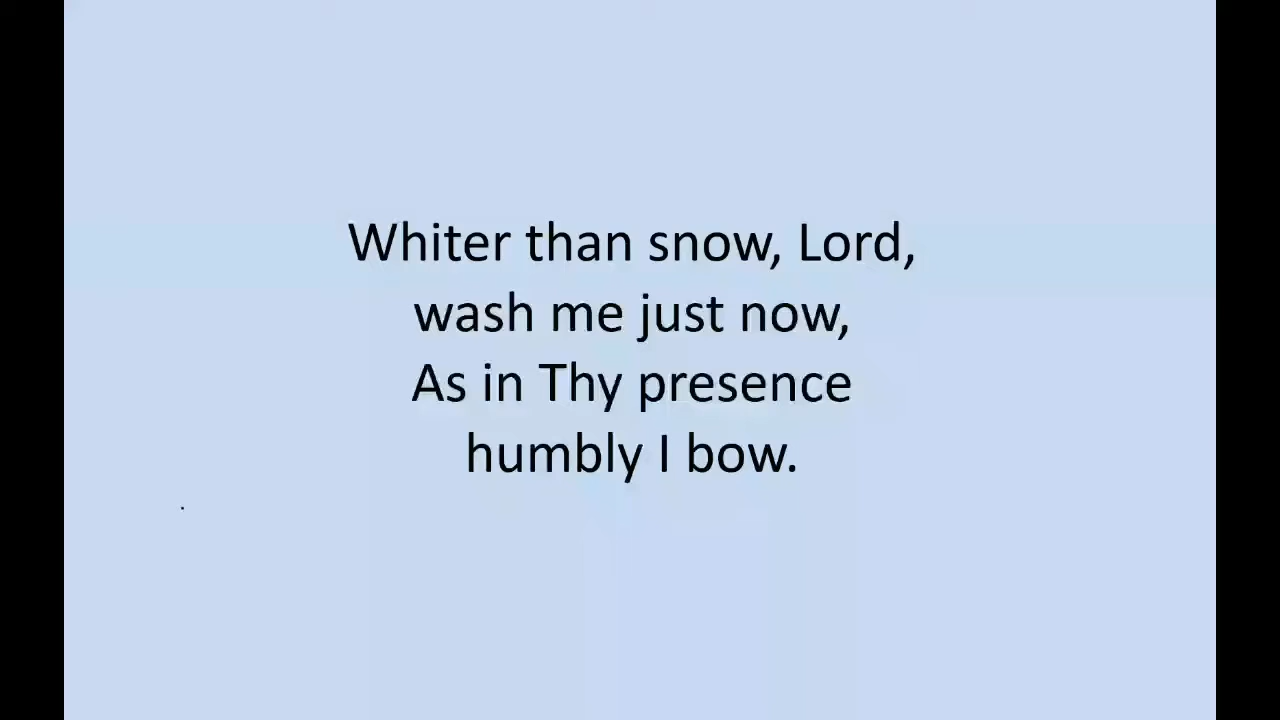 Whiter than snow, Lord,
wash me just now,
As in Thy presence
humbly I bow.
.